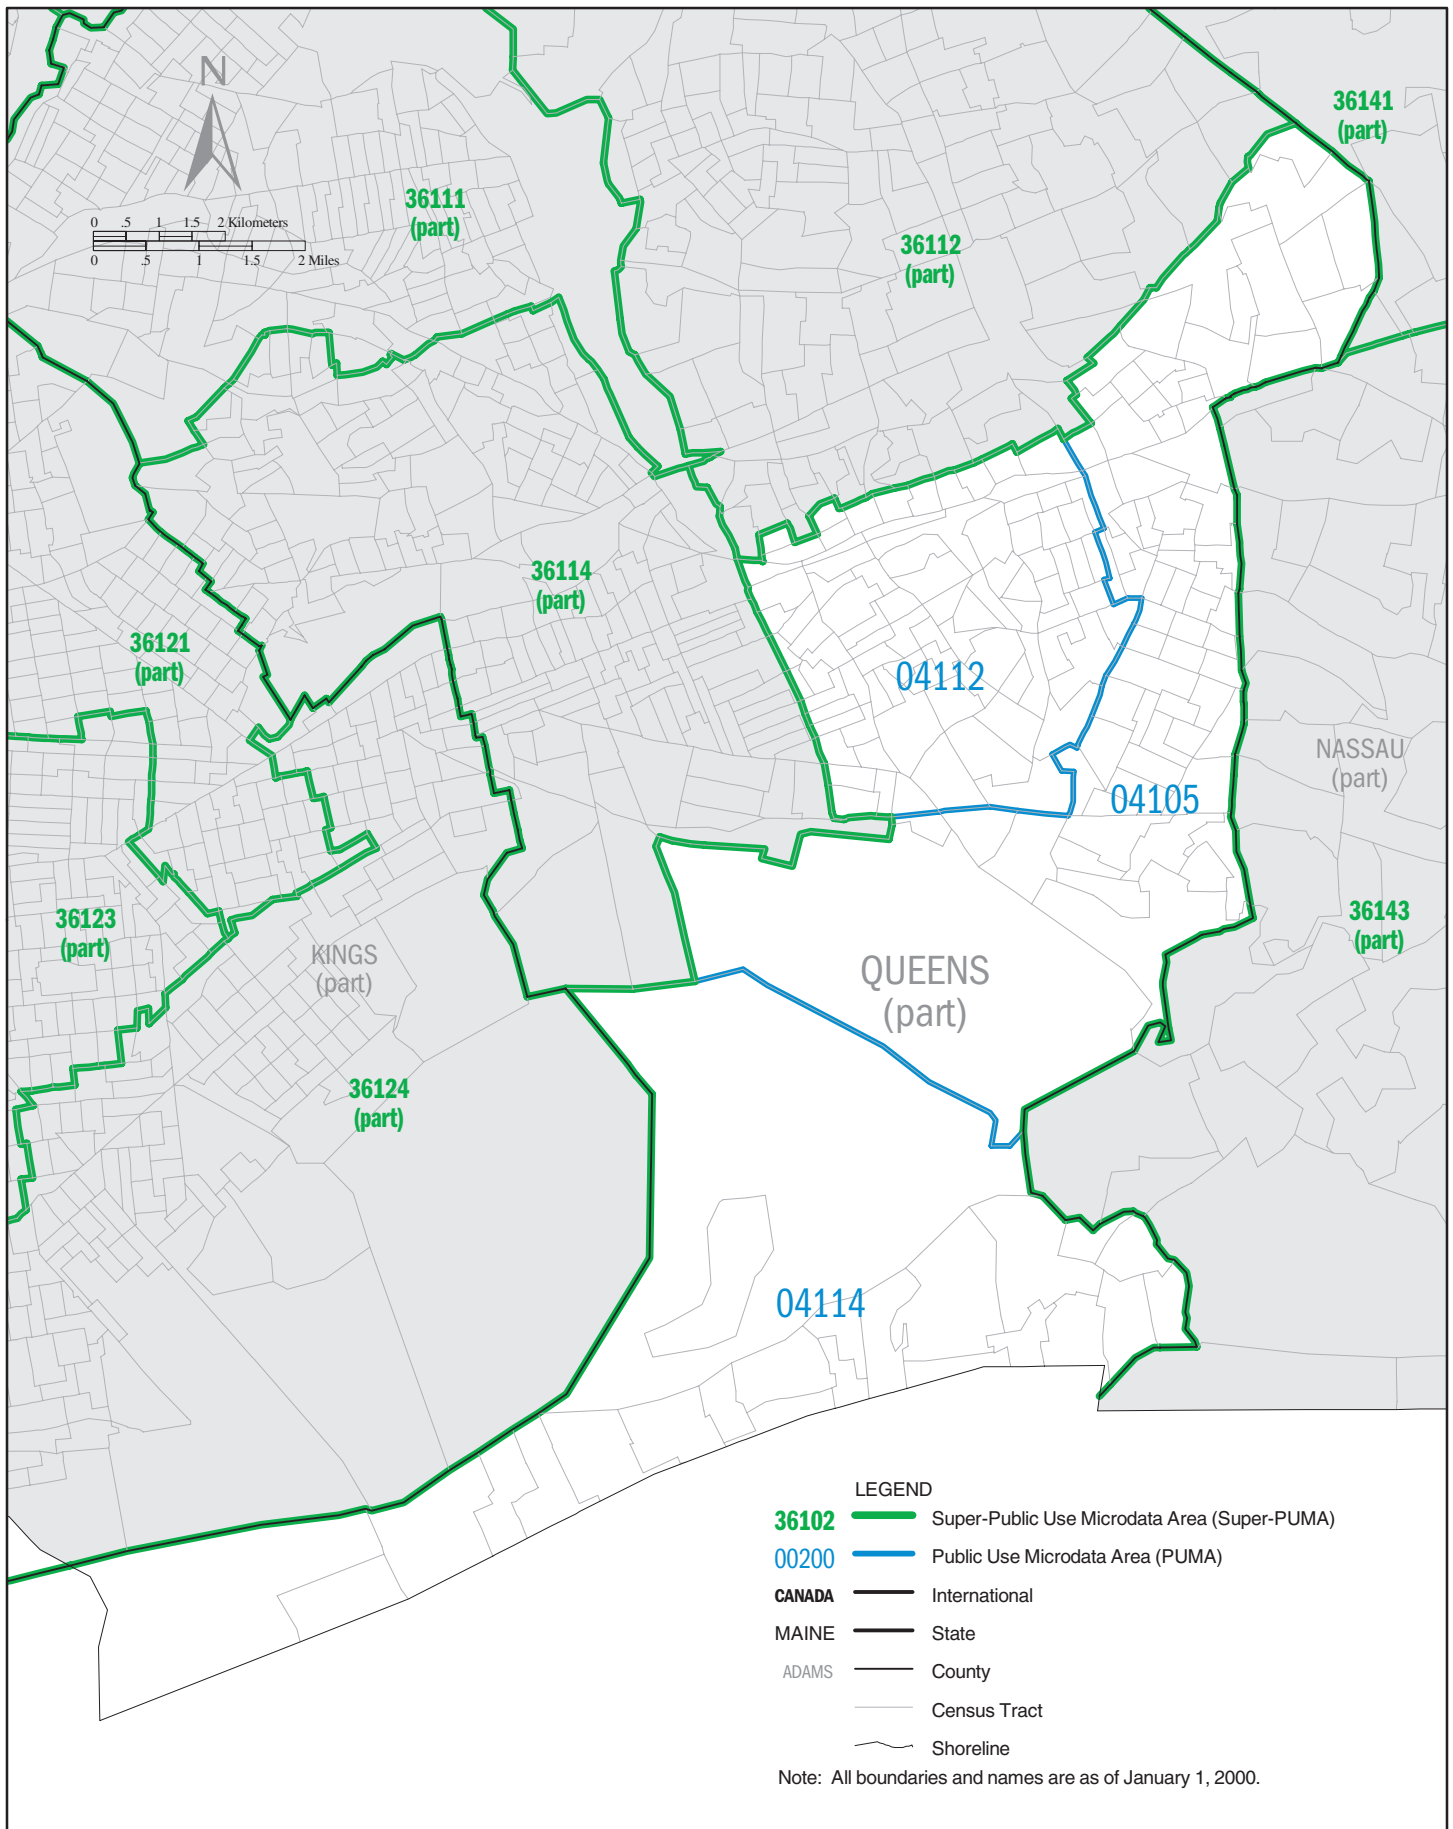 N
0 .5 1 1.5 2 Kilometers
0 .5 1 1.5 2 Miles
36141
(part)
36111
(part)
36112
(part)
36114
(part)
36121
(part)
04112
NASSAU
(part)
04105
36123
(part)
KINGS
(part)
36143
(part)
QUEENS
(part)
36124
(part)
04114
LEGEND
36102 Super-Public Use Microdata Area (Super-PUMA)
00200 Public Use Microdata Area (PUMA)
CANADA International
MAINE State
ADAMS County
Census Tract
Shoreline
Note: All boundaries and names are as of January 1, 2000.